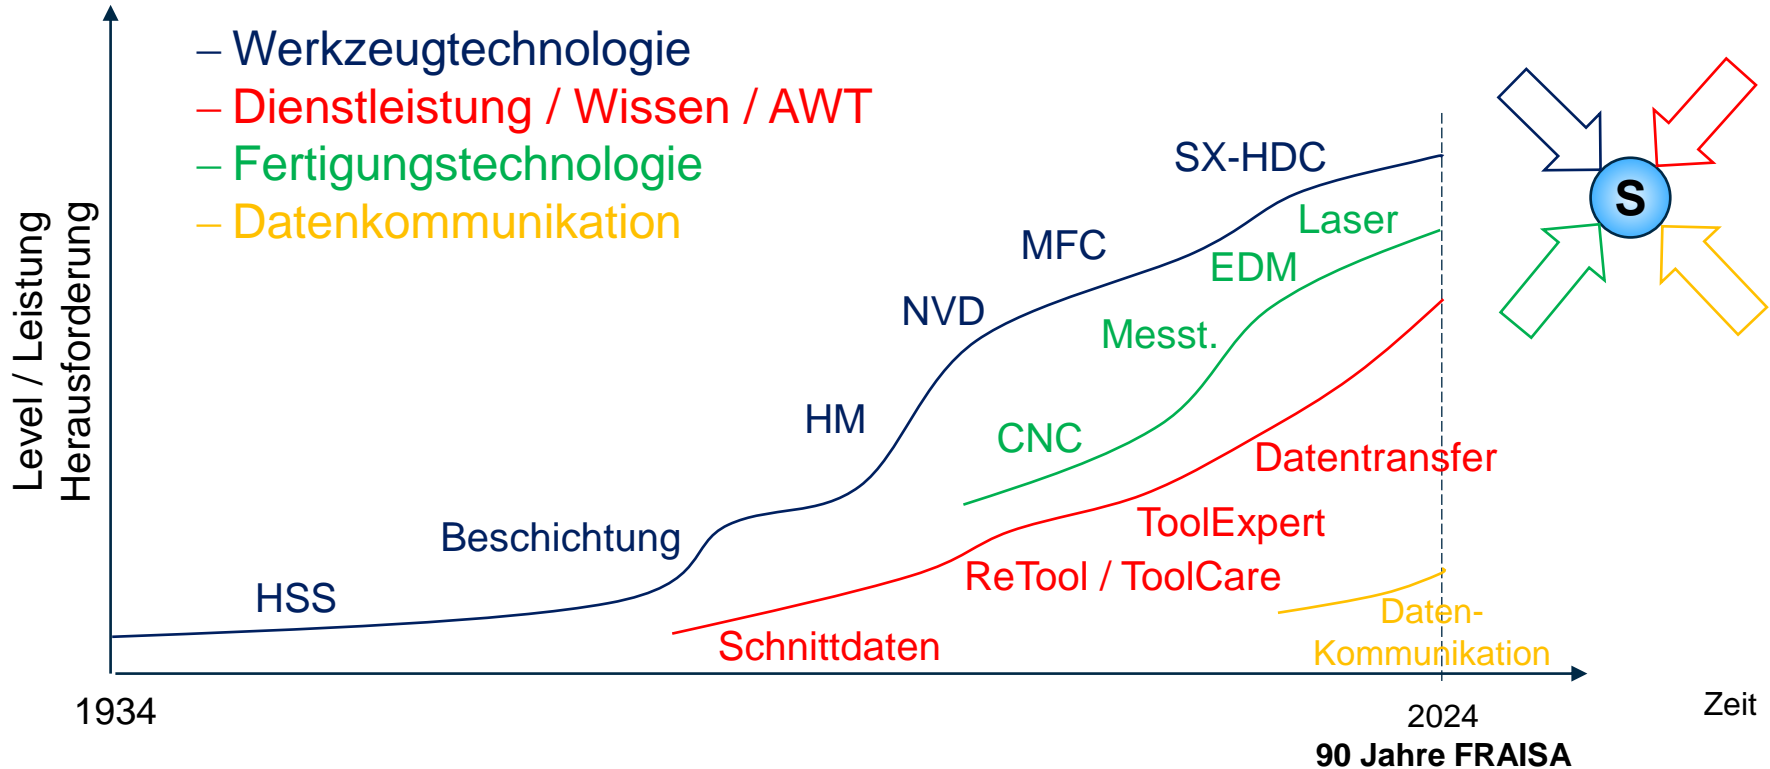 – Werkzeugtechnologie
– Dienstleistung / Wissen / AWT
– Fertigungstechnologie
– Datenkommunikation
Level / Leistung
Herausforderung
SX-HDC
Laser
MFC
EDM
NVD
Messt.
HM
CNC
Datentransfer
Beschichtung
ToolExpert
HSS
ReTool / ToolCare
Daten-
Kommunikation
Schnittdaten
S
1934
2024
90 Jahre FRAISA
Zeit